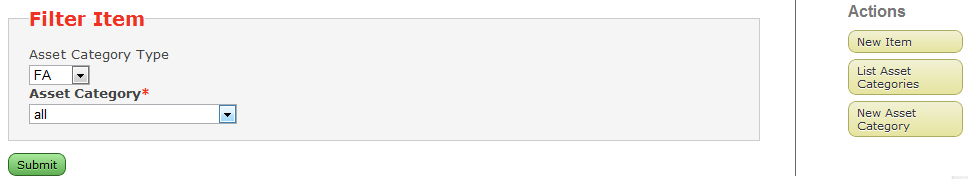 Filter Item
Asset Category Type
FA
Asset Category*
all
Submit
Actions
New Item
List Asset
Categories
New Asset
Category